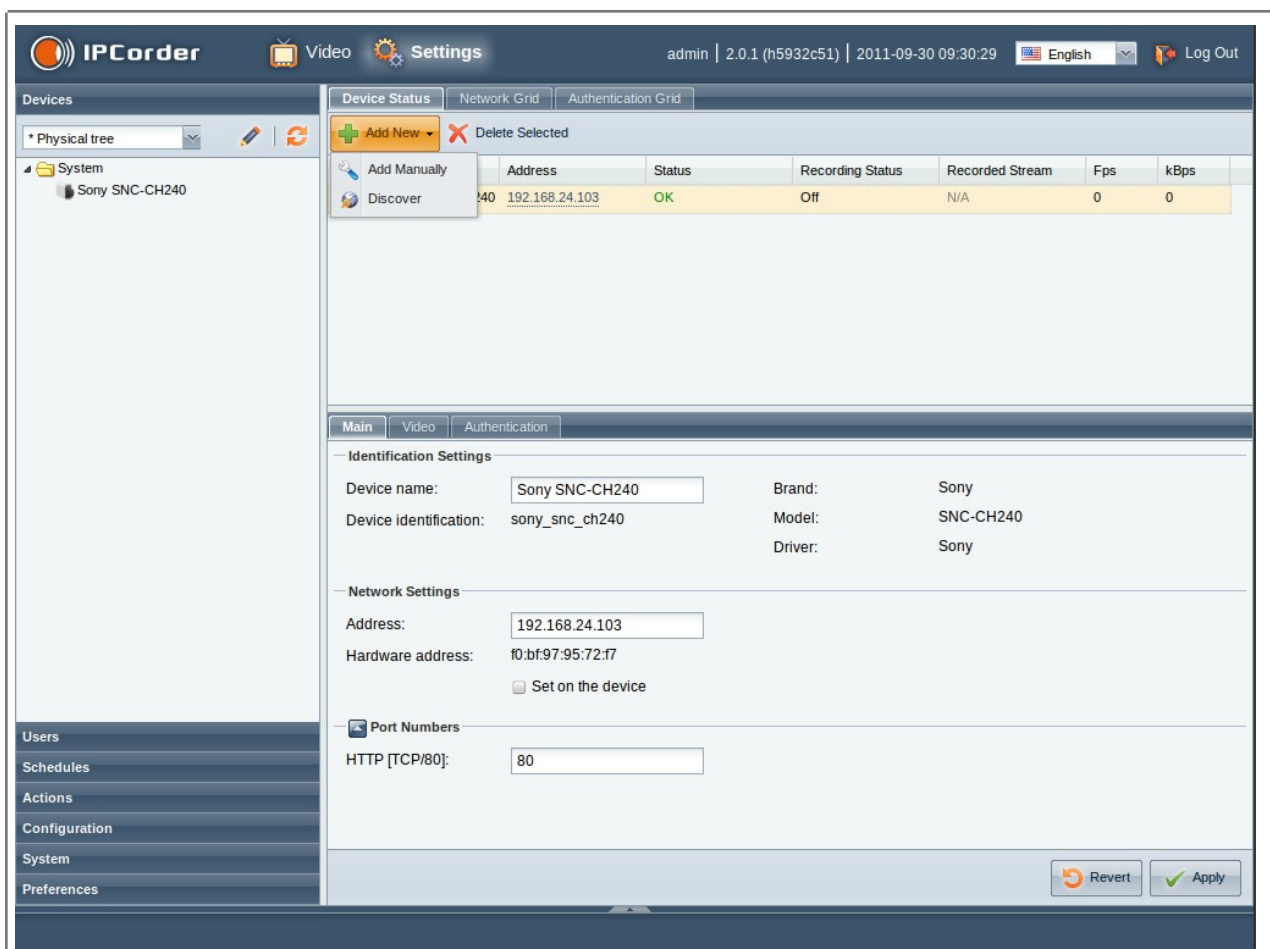 IPCorder Video Settings admin 2.0.1 (h5932c51) 2011-09-30 09:30:29 English Log Out
Devices
* Physical tree
System
Sony SNC-CH240
Users
Schedules
Actions
Configuration
System
Preferences
Device Status Network Grid Authentication Grid
Add New Delete Selected
Add Manually
Discover
Address Status Recording Status Recorded Stream Fps kBps
240 192.168.24.103 OK Off N/A 0 0
Main Video Authentication
Identification Settings
Device name: Sony SNC-CH240 Brand: Sony
Device identification: sony_snc_ch240 Model: SNC-CH240
Driver: Sony
Network Settings
Address: 192.168.24.103
Hardware address: f0:bf:97:95:72:f7
Set on the device
Port Numbers
HTTP [TCP/80]: 80
Revert Apply